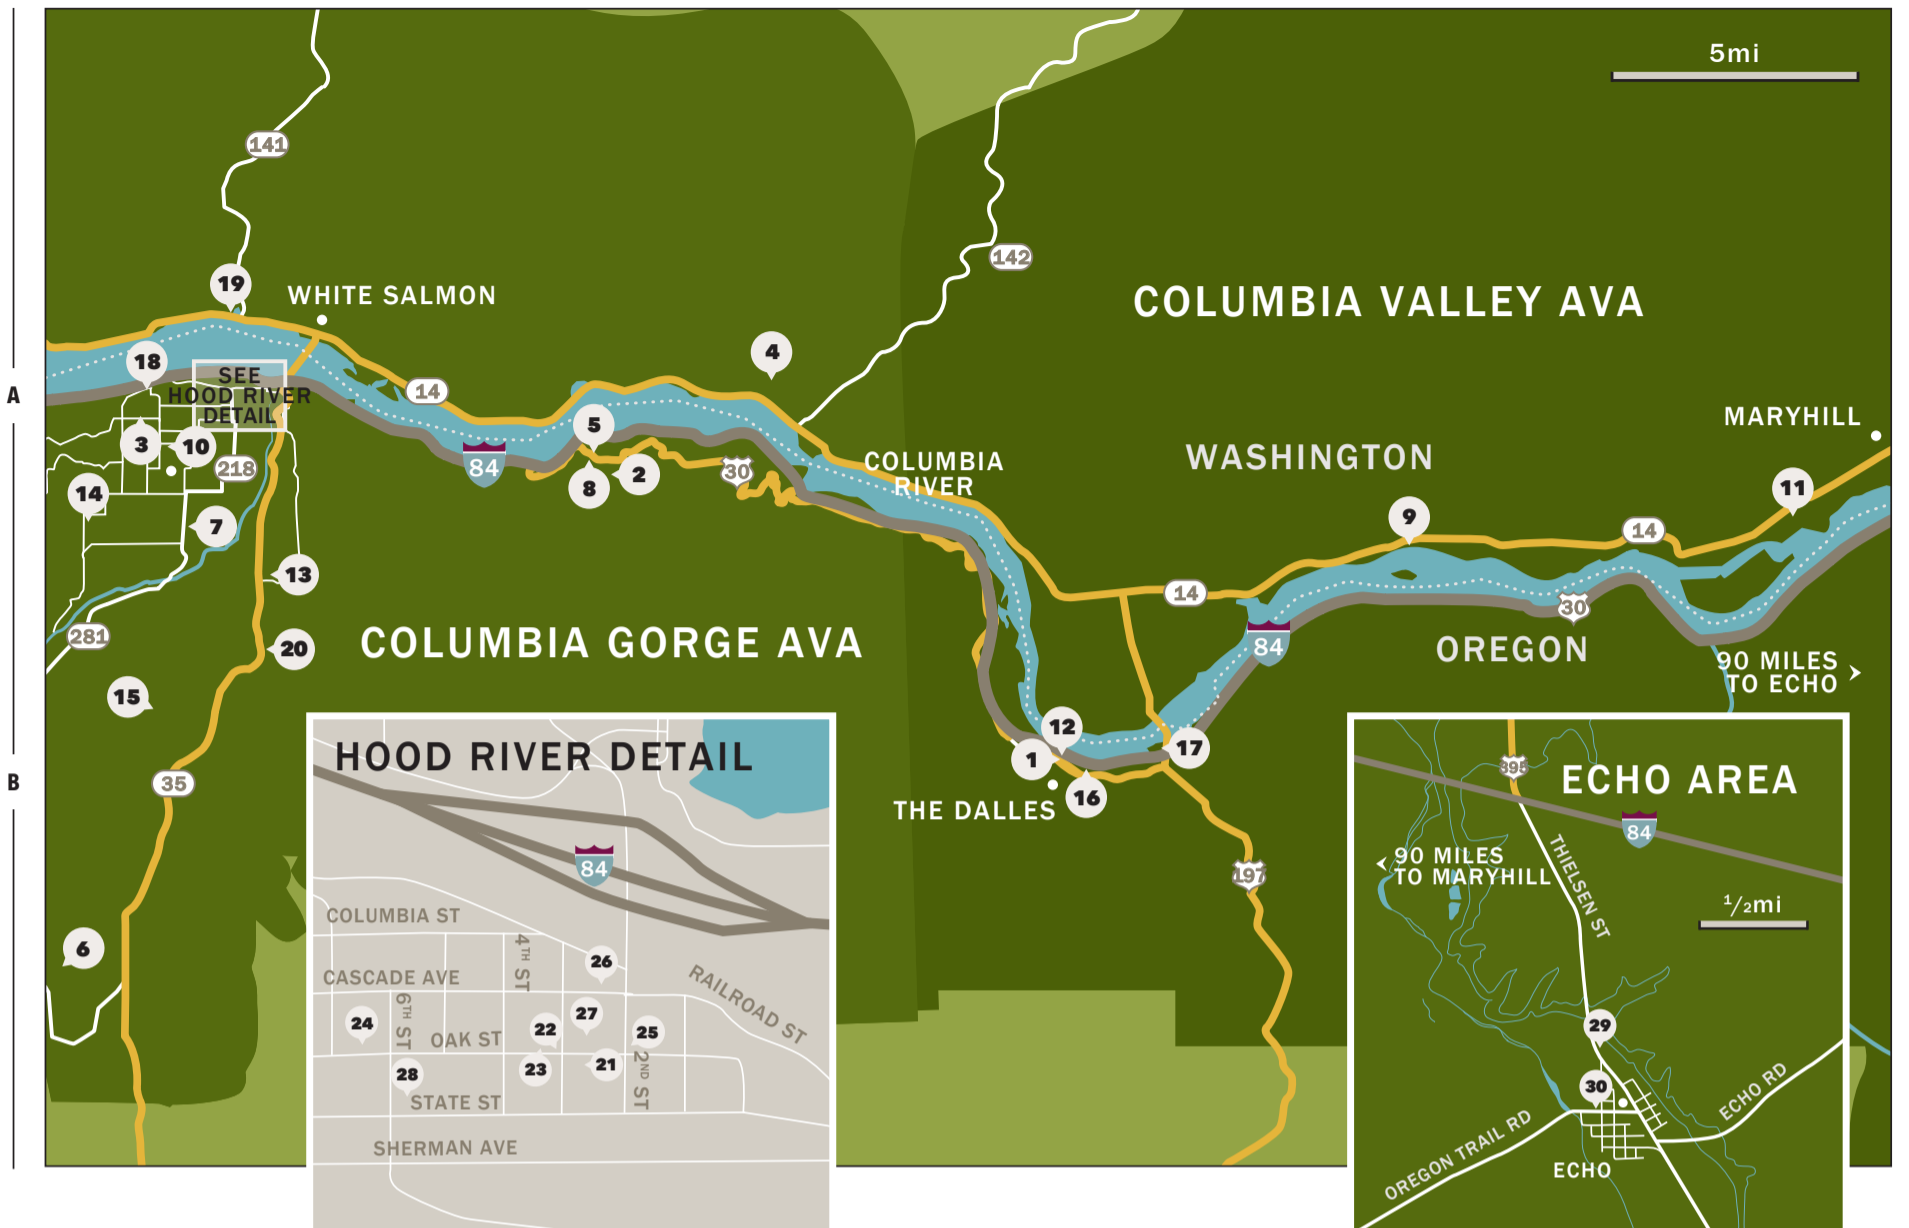 5mi
141
142
19
WHITE SALMON
COLUMBIA VALLEY AVA
4
18
SEE
HOOD RIVER
DETAIL
14
A
MARYHILL
5
3
10
218
84
8
2
30
COLUMBIA
RIVER
WASHINGTON
11
14
9
14
7
13
14
30
281
20
COLUMBIA GORGE AVA
84
OREGON
90 MILES
TO ECHO
15
12
1
17
B
35
THE DALLES
16
197
6
HOOD RIVER DETAIL
84
COLUMBIA ST
4TH ST
26
CASCADE AVE
RAILROAD ST
6TH ST
24
OAK ST
22
27
25
23
21
2ND ST
28
STATE ST
SHERMAN AVE
395
ECHO AREA
84
90 MILES
TO MARYHILL
THIELSEN ST
1/2mi
29
30
ECHO RD
OREGON TRAIL RD
ECHO